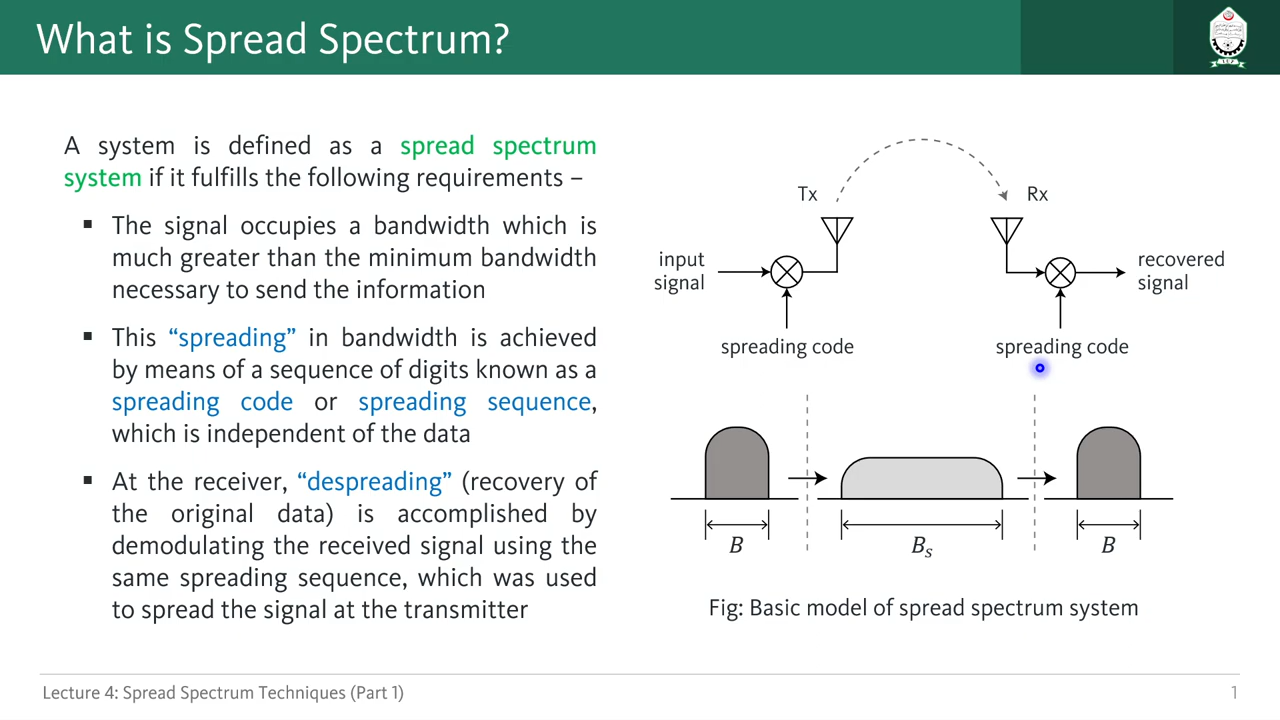 What is Spread Spectrum?
A system is defined as a spread spectrum
system if it fulfills the following requirements –
▪ The signal occupies a bandwidth which is
much greater than the minimum bandwidth
necessary to send the information
▪ This “spreading” in bandwidth is achieved
by means of a sequence of digits known as a
spreading code or spreading sequence,
which is independent of the data
▪ At the receiver, “despreading” (recovery of
the original data) is accomplished by
demodulating the received signal using the
same spreading sequence, which was used
to spread the signal at the transmitter
Tx
Rx
input
signal
recovered
signal
spreading code
spreading code
B
Bs
B
Fig: Basic model of spread spectrum system
Lecture 4: Spread Spectrum Techniques (Part 1)
1